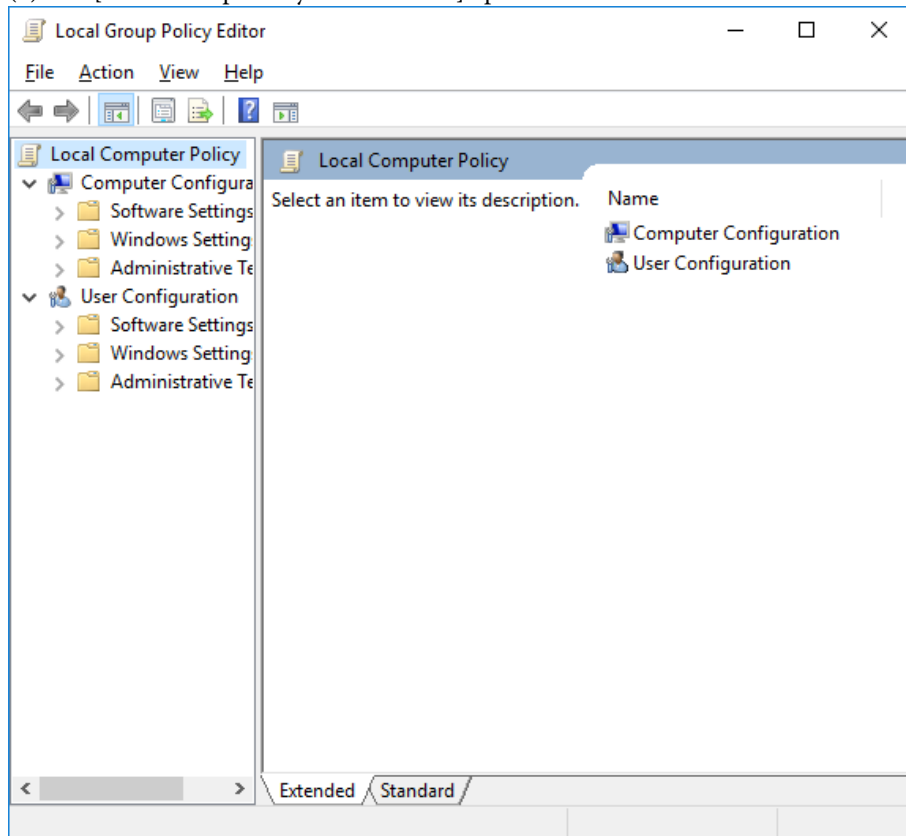 Local Group Policy Editor
File Action View Help
Local Computer Policy
Computer Configura
Software Settings
Windows Setting
Administrative Te
User Configuration
Software Settings
Windows Setting
Administrative Te
Local Computer Policy
Select an item to view its description.
Name
Computer Configuration
User Configuration
Extended
Standard